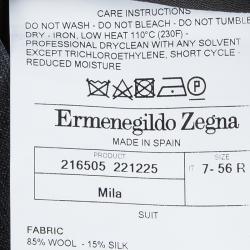 CARE INSTRUCTIONS
DO NOT WASH - DO NOT BLEACH - DO NOT TUMBLE
DRY - IRON, LOW HEAT 110°C (230F) -
PROFESSIONAL DRYCLEAN WITH ANY SOLVENT
EXCEPT TRICHLOROETYLENE, SHORT CYCLE -
REDUCED MOISTURE
P
Ermenegildo Zegna
MADE IN SPAIN
PRODUCT SIZE
216505 221225 IT 7- 56 R
Mila
SUIT
FABRIC
85% WOOL - 15% SILK